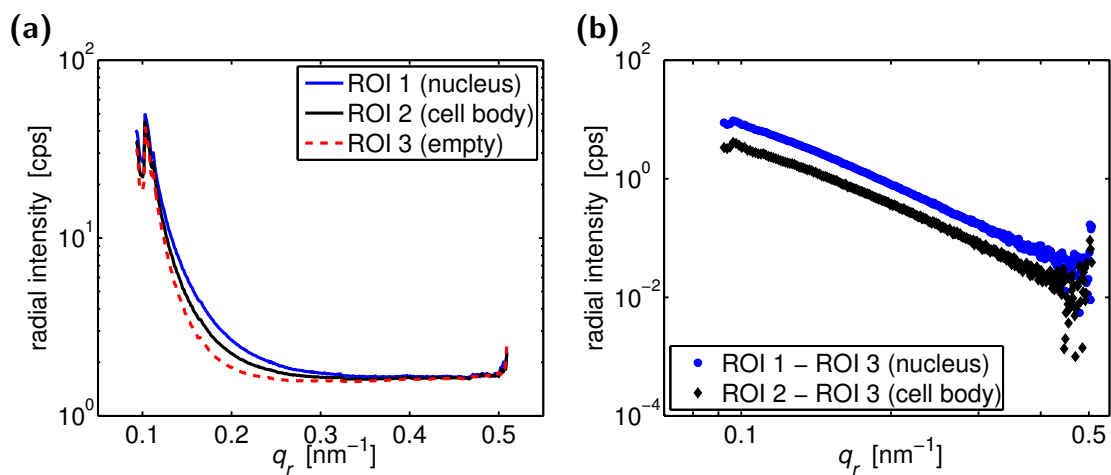 (a)
radial intensity [cps]
10²
10¹
10⁰
ROI 1 (nucleus)
ROI 2 (cell body)
ROI 3 (empty)
0.1 0.2 0.3 0.4 0.5
qᵣ [nm⁻¹]
(b)
radial intensity [cps]
10²
10⁰
10⁻²
10⁻⁴
ROI 1 − ROI 3 (nucleus)
ROI 2 − ROI 3 (cell body)
0.1 0.5
qᵣ [nm⁻¹]